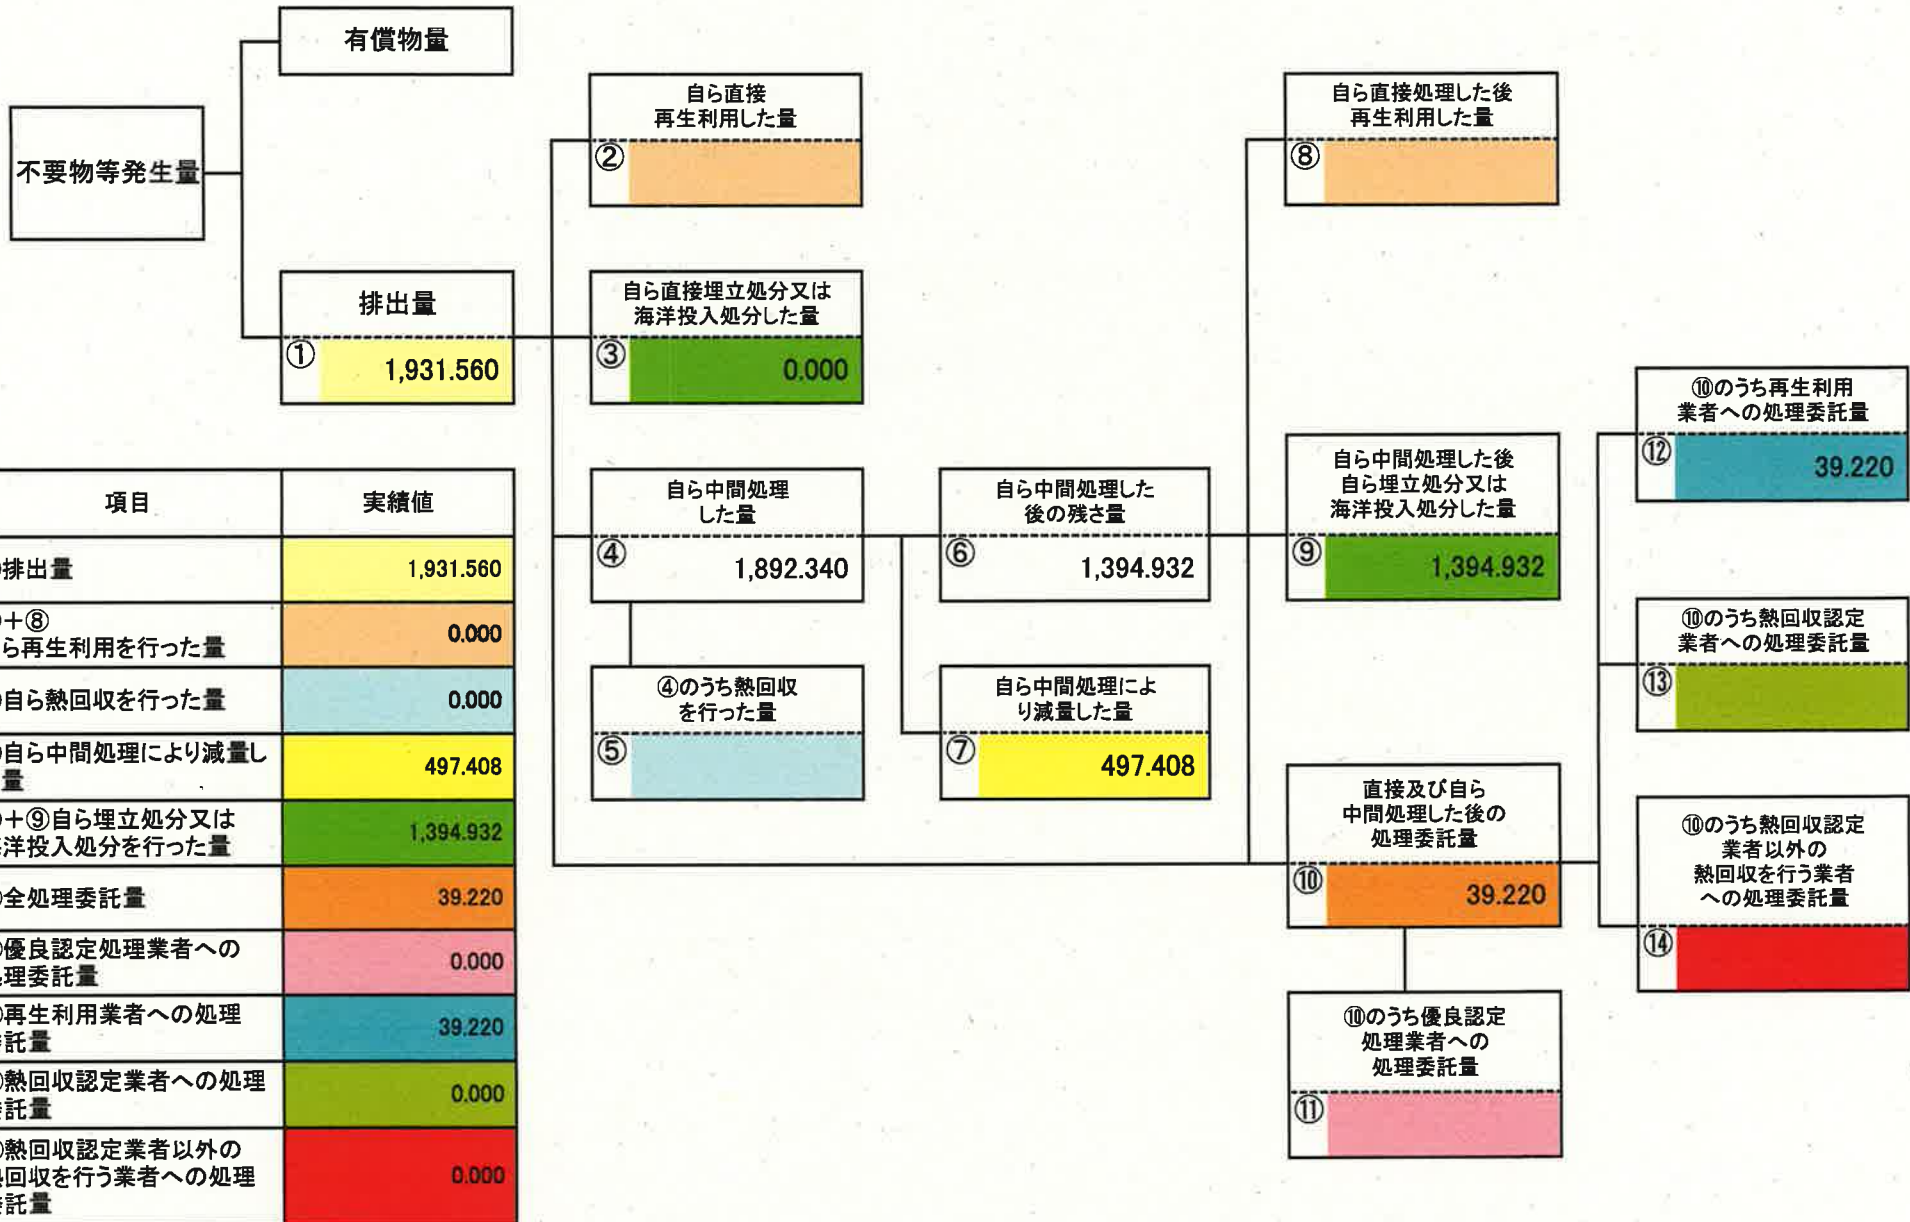 有償物量
不要物等発生量
排出量
①
1,931.560
自ら直接
再生利用した量
②
自ら直接埋立処分又は
海洋投入処分した量
③
0.000
自ら中間処理
した量
④
1,892.340
④のうち熱回収
を行った量
⑤
自ら中間処理した
後の残さ量
⑥
1,394.932
自ら中間処理によ
り減量した量
⑦
497.408
自ら直接処理した後
再生利用した量
⑧
自ら中間処理した後
自ら埋立処分又は
海洋投入処分した量
⑨
1,394.932
直接及び自ら
中間処理した後の
処理委託量
⑩
39.220
⑩のうち優良認定
処理業者への
処理委託量
⑪
⑩のうち再生利用
業者への処理委託量
⑫
39.220
⑩のうち熱回収認定
業者への処理委託量
⑬
⑩のうち熱回収認定
業者以外の
熱回収を行う業者
への処理委託量
⑭
項目 実績値
排出量 1,931.560
+⑧
ら再生利用を行った量 0.000
自ら熱回収を行った量 0.000
自ら中間処理により減量し
量 497.408
+⑨自ら埋立処分又は
洋投入処分を行った量 1,394.932
全処理委託量 39.220
優良認定処理業者への
理委託量 0.000
再生利用業者への処理
託量 39.220
熱回収認定業者への処理
託量 0.000
熱回収認定業者以外の
回収を行う業者への処理
託量 0.000